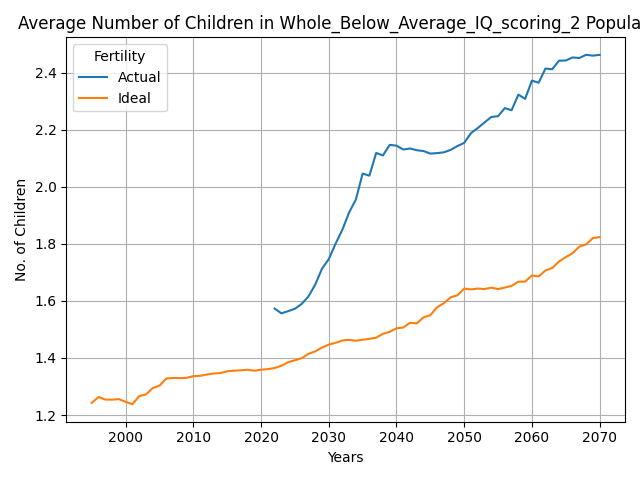 Average Number of Children in Whole_Below_Average_IQ_scoring_2 Popula
Fertility
Actual
Ideal
No. of Children
2.4
2.2
2.0
1.8
1.6
1.4
1.2
2000 2010 2020 2030 2040 2050 2060 2070
Years